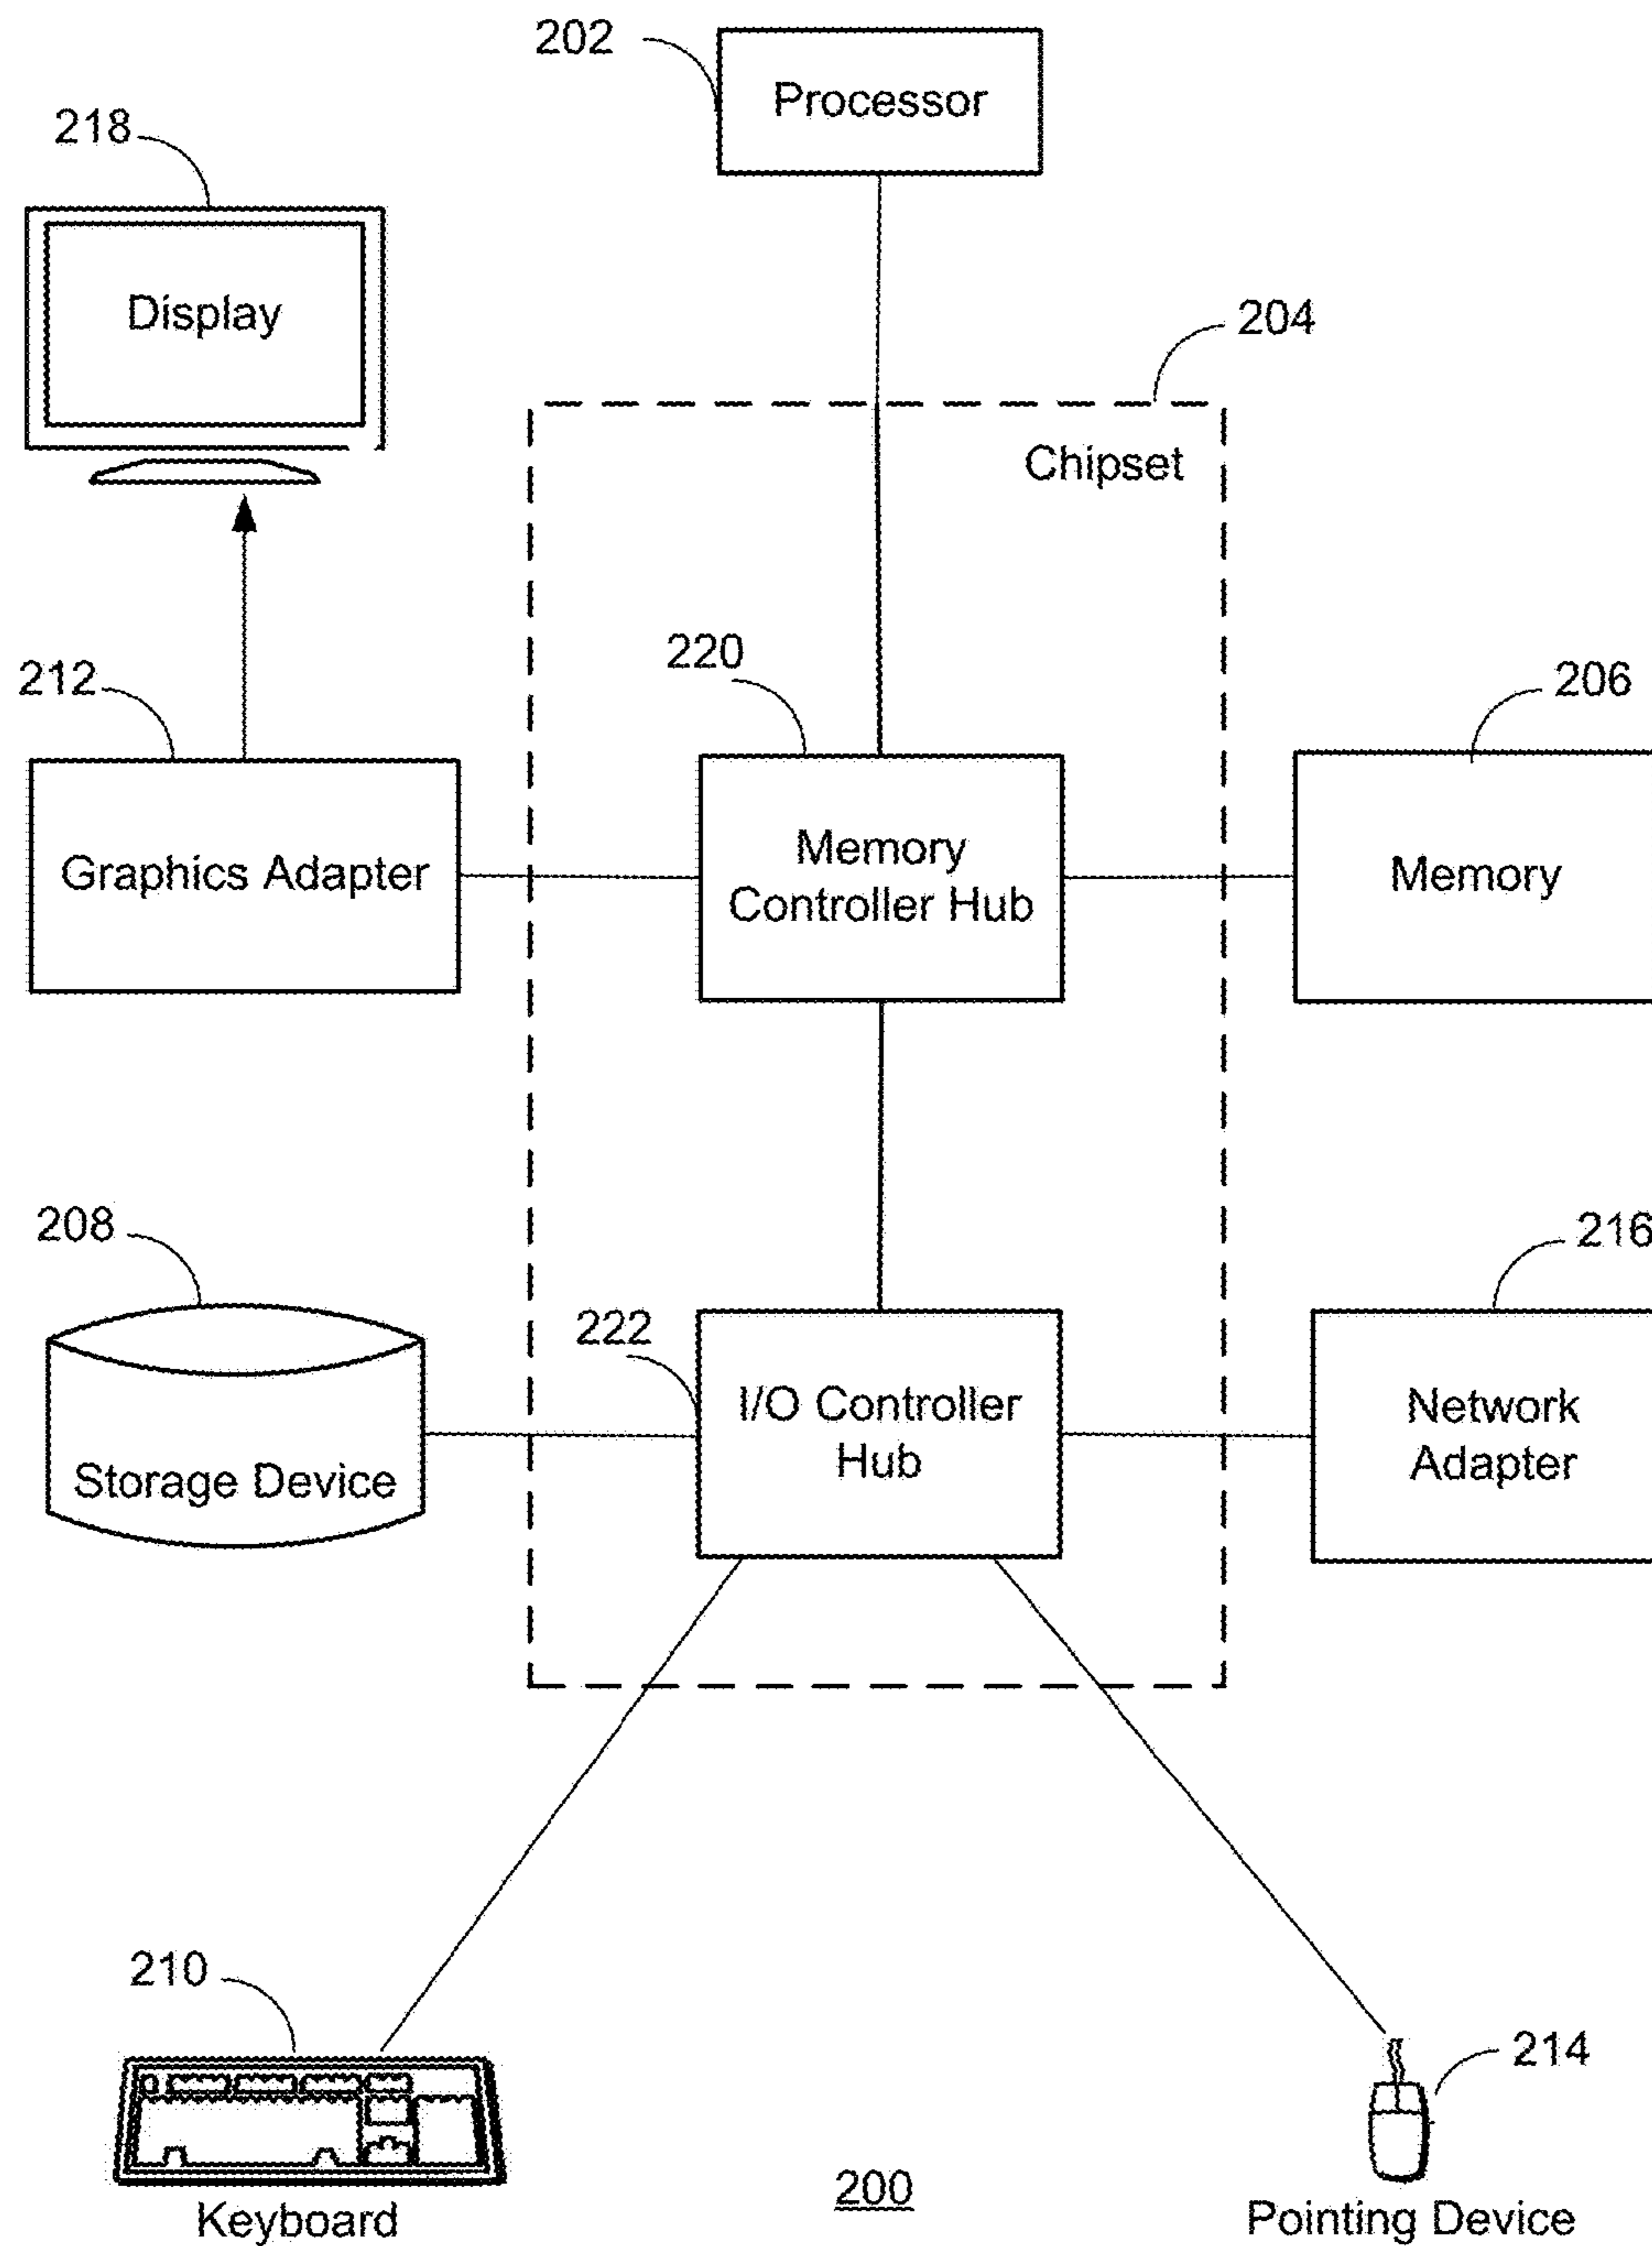 202
Processor
218
Display
204
Chipset
220
212
206
Graphics Adapter
Memory
Controller Hub
Memory
208
216
222
Storage Device
I/O Controller
Hub
Network
Adapter
210
214
Keyboard
200
Pointing Device